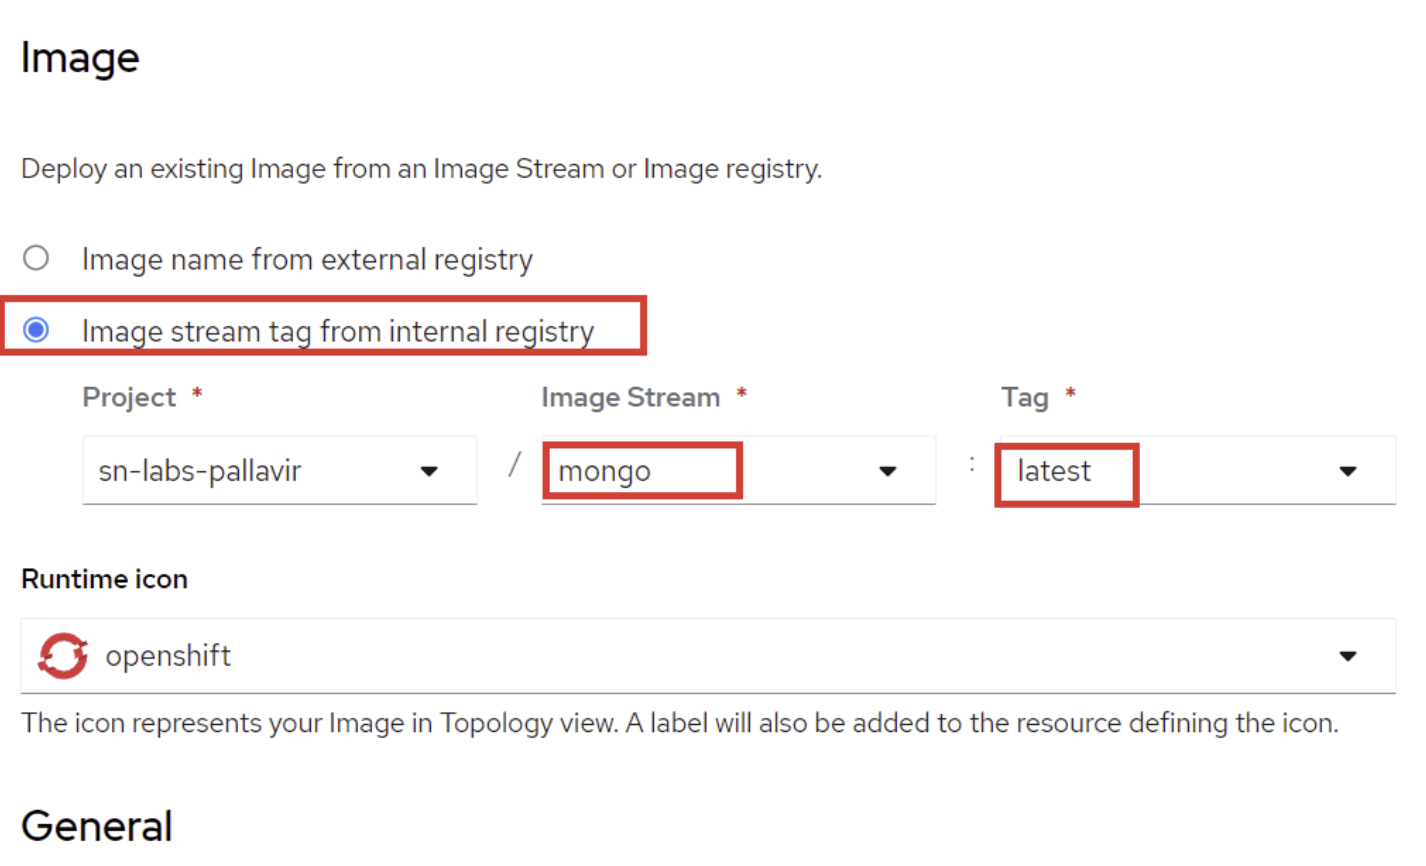 Image
Deploy an existing Image from an Image Stream or Image registry.
Image name from external registry
Image stream tag from internal registry
Project * Image Stream * Tag *
sn-labs-pallavir / mongo : latest
Runtime icon
openshift
The icon represents your Image in Topology view. A label will also be added to the resource defining the icon.
General